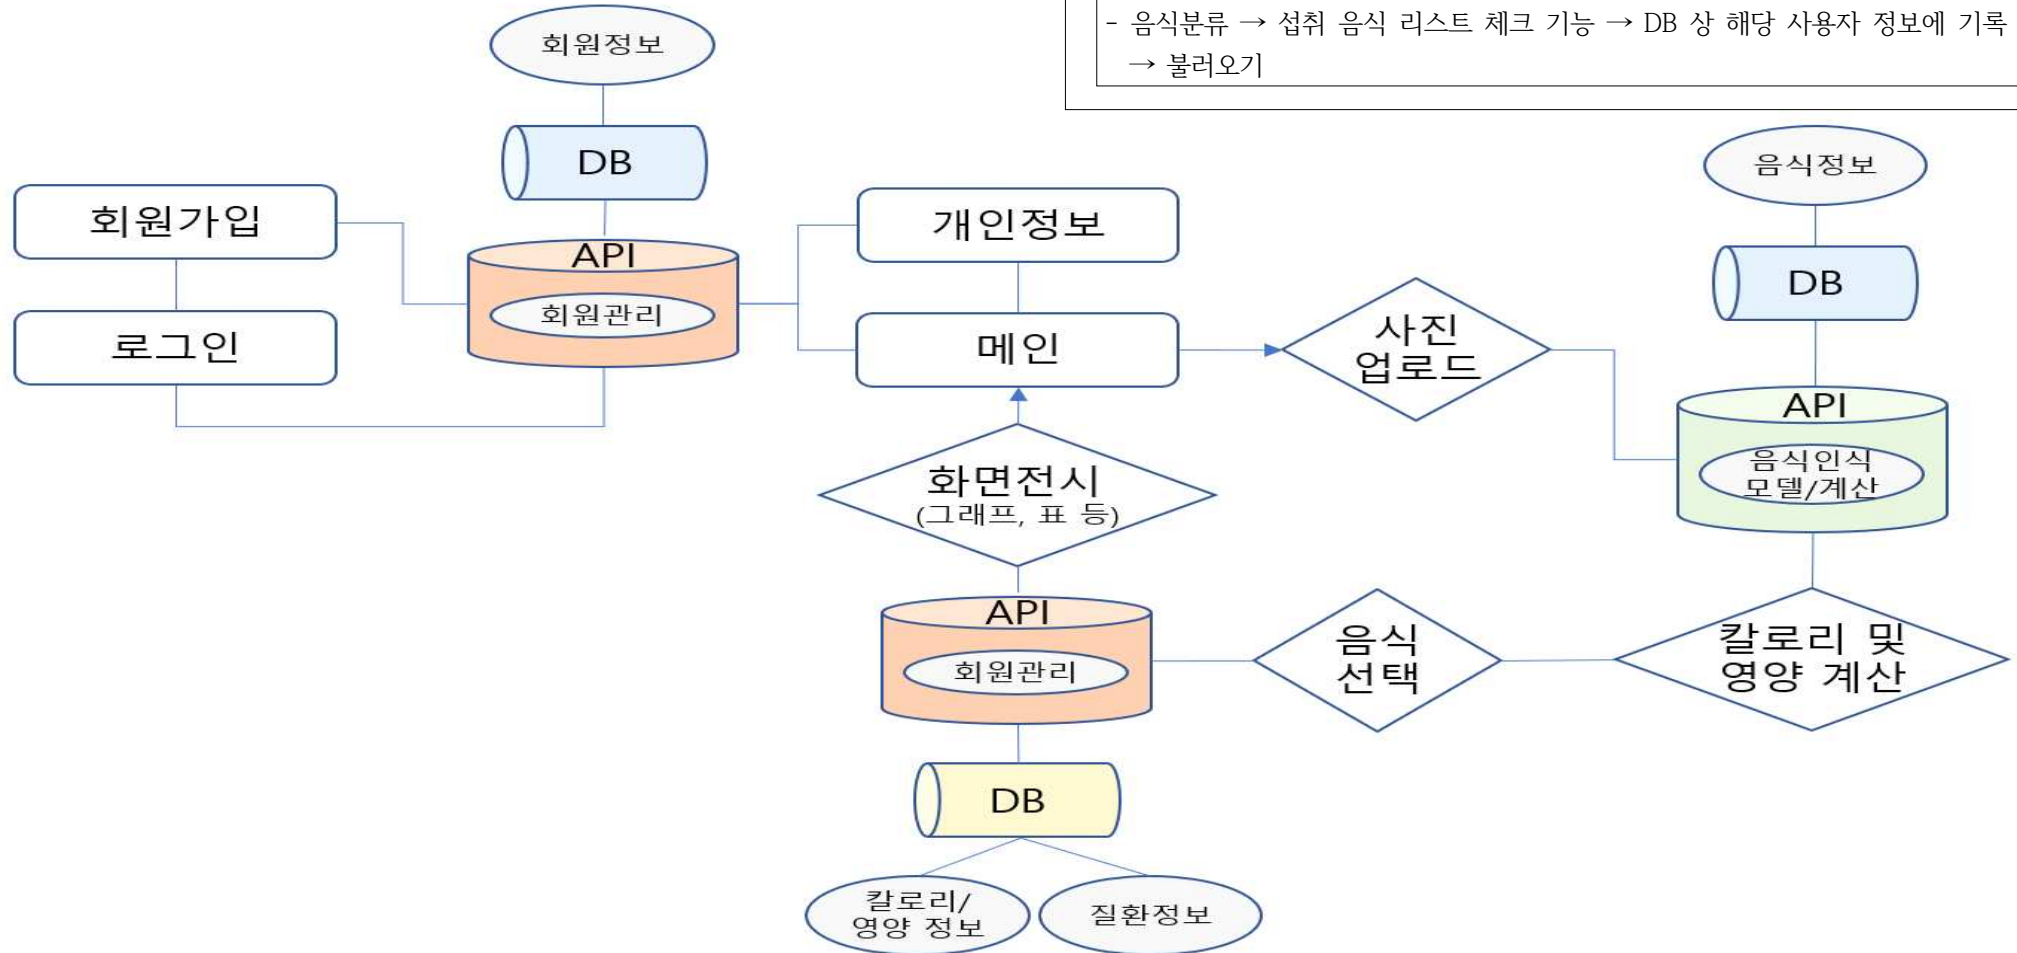 - 음식분류 → 섭취 음식 리스트 체크 기능 → DB 상 해당 사용자 정보에 기록
→ 불러오기
회원정보
DB
회원가입
로그인
API
회원관리
개인정보
메인
사진
업로드
음식정보
DB
API
음식인식
모델/계산
화면전시
(그래프, 표 등)
API
회원관리
음식
선택
칼로리 및
영양 계산
DB
칼로리/
영양 정보
질환정보